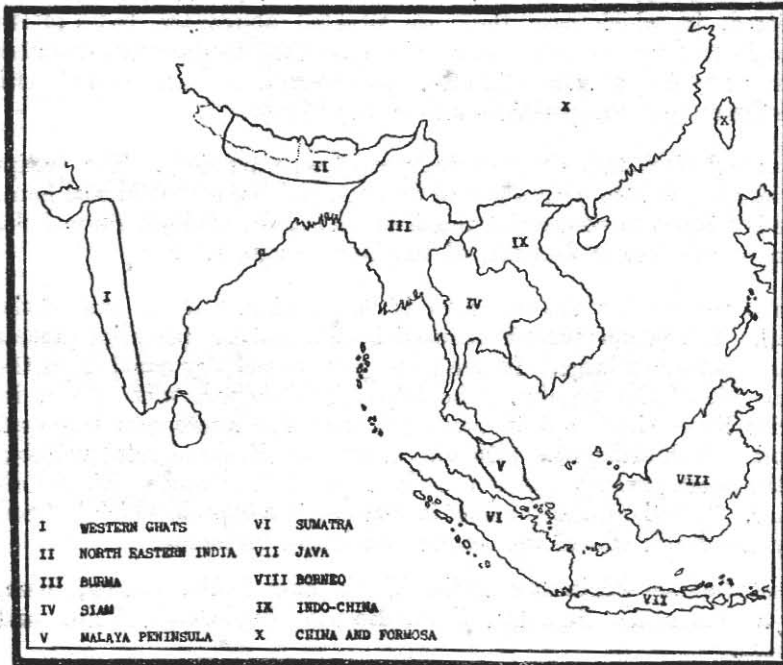 X
X
II
III
IX
I
IV
V
VIII
VI
VII
I WESTERN GHATS VI SUMATRA
II NORTH EASTERN INDIA VII JAVA
III BURMA VIII BORNEO
IV SIAM IX INDO-CHINA
V MALAYA PENINSULA X CHINA AND FORMOSA